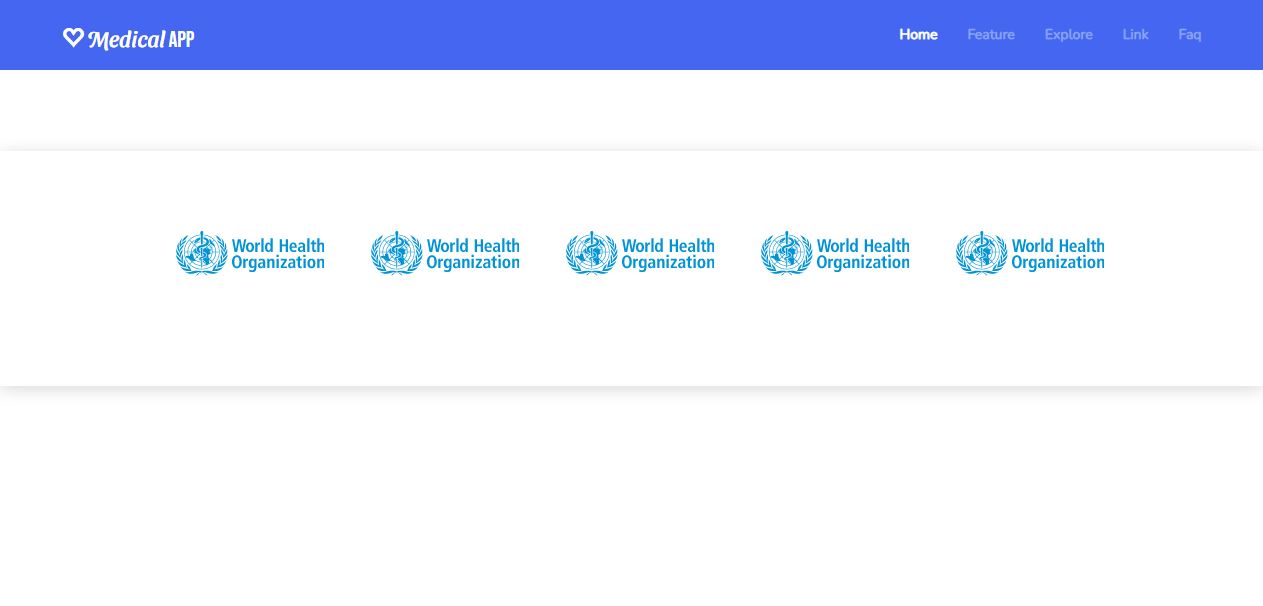 Medical APP
Home Feature Explore Link Faq
World Health World Health World Health World Health World Health
Organization Organization Organization Organization Organization